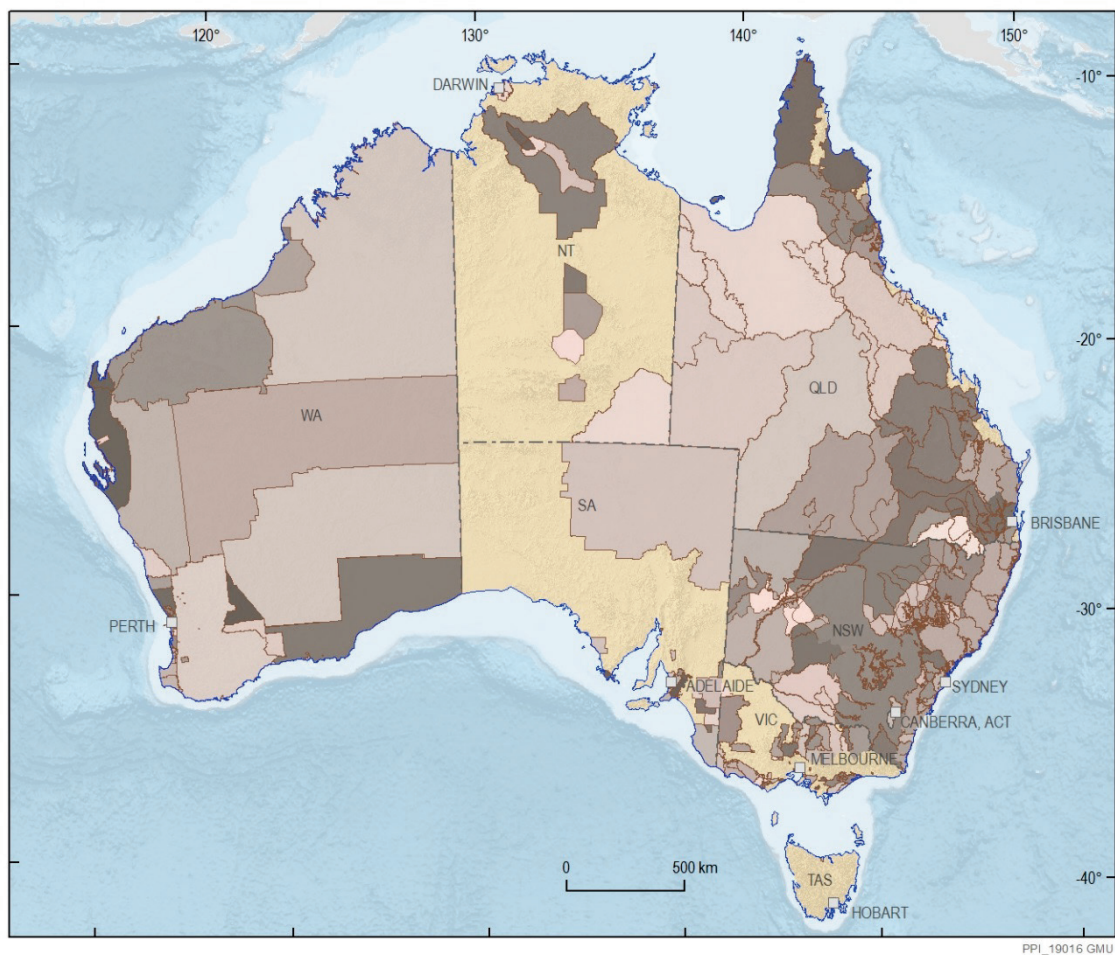 120°
130°
140°
150°
-10°
DARWIN
NT
-20°
WA
QLD
SA
BRISBANE
-30°
PERTH
NSW
ADELAIDE
SYDNEY
VIC
CANBERRA, ACT
MELBOURNE
0 500 km
TAS
-40°
HOBART
PPI_19016 GMU